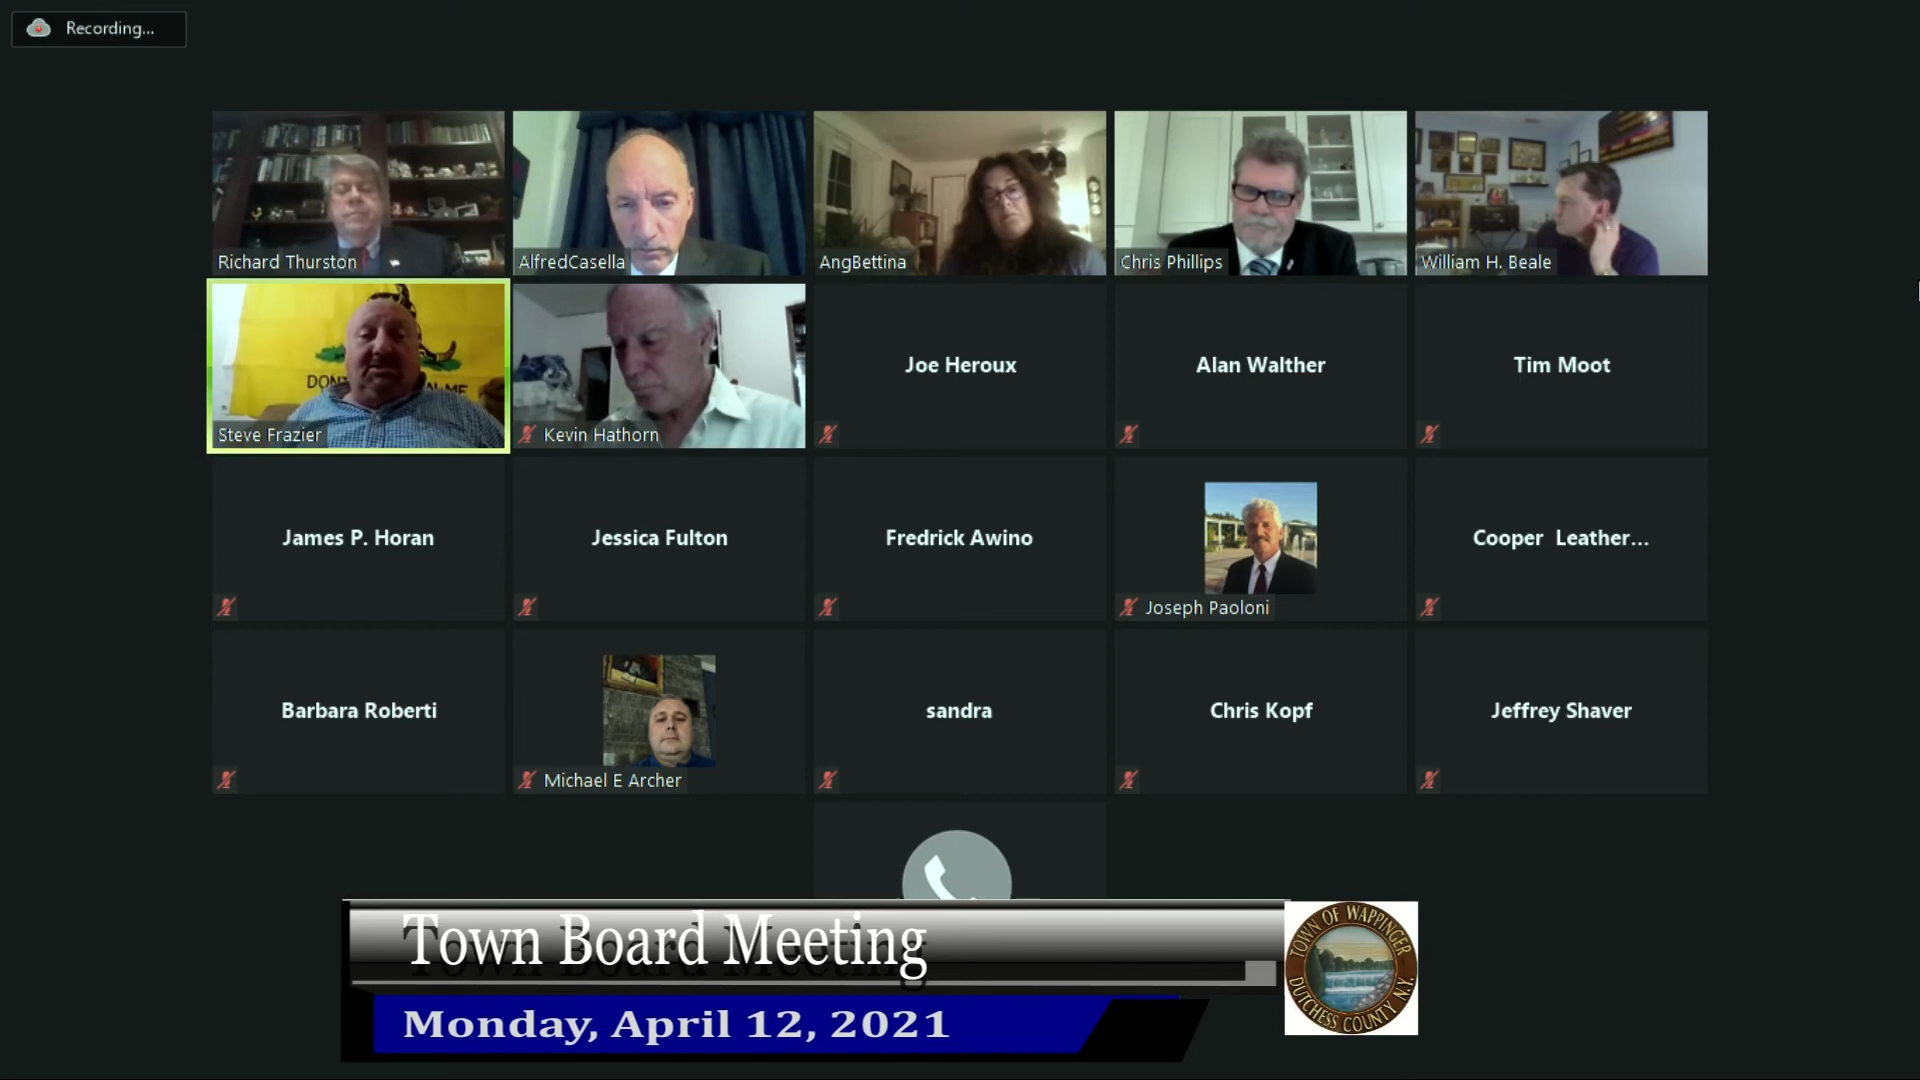 Recording...
Richard Thurston
AlfredCasella
AngBettina
Chris Phillips
William H. Beale
DONT
N ME
Steve Frazier
Kevin Hathorn
Joe Heroux
Alan Walther
Tim Moot
James P. Horan
Jessica Fulton
Fredrick Awino
Joseph Paoloni
Cooper Leather...
Barbara Roberti
Michael E Archer
sandra
Chris Kopf
Jeffrey Shaver
Town Board Meeting
Monday, April 12, 2021
TOWN OF WAPPINGER
DUTCHESS COUNTY N.Y.